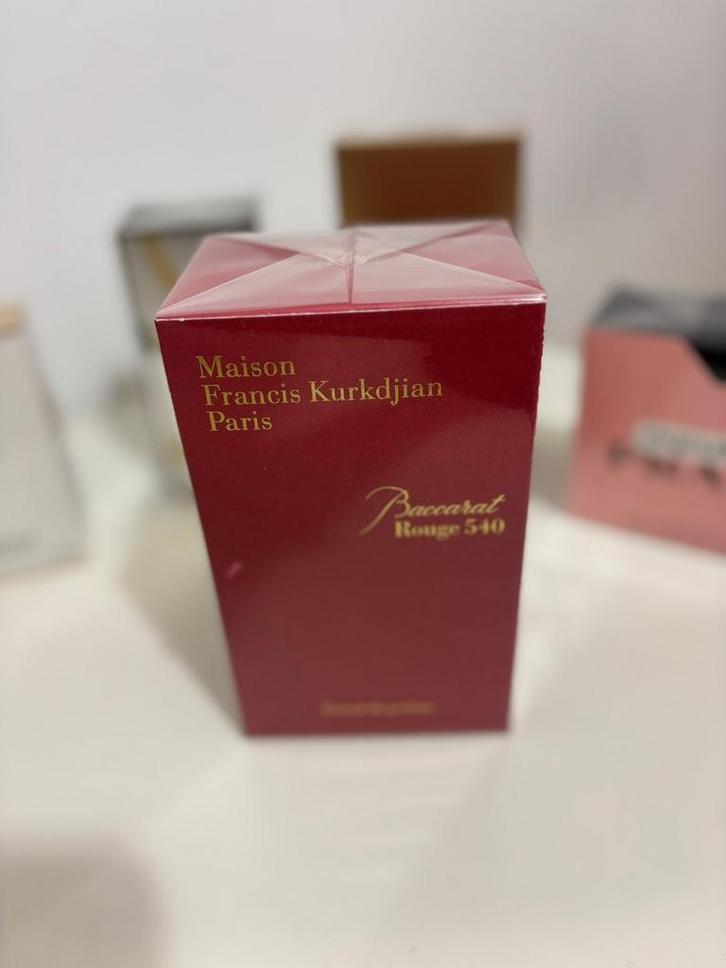 Maison
Francis Kurkdjian
Paris
Baccarat
Rouge 540